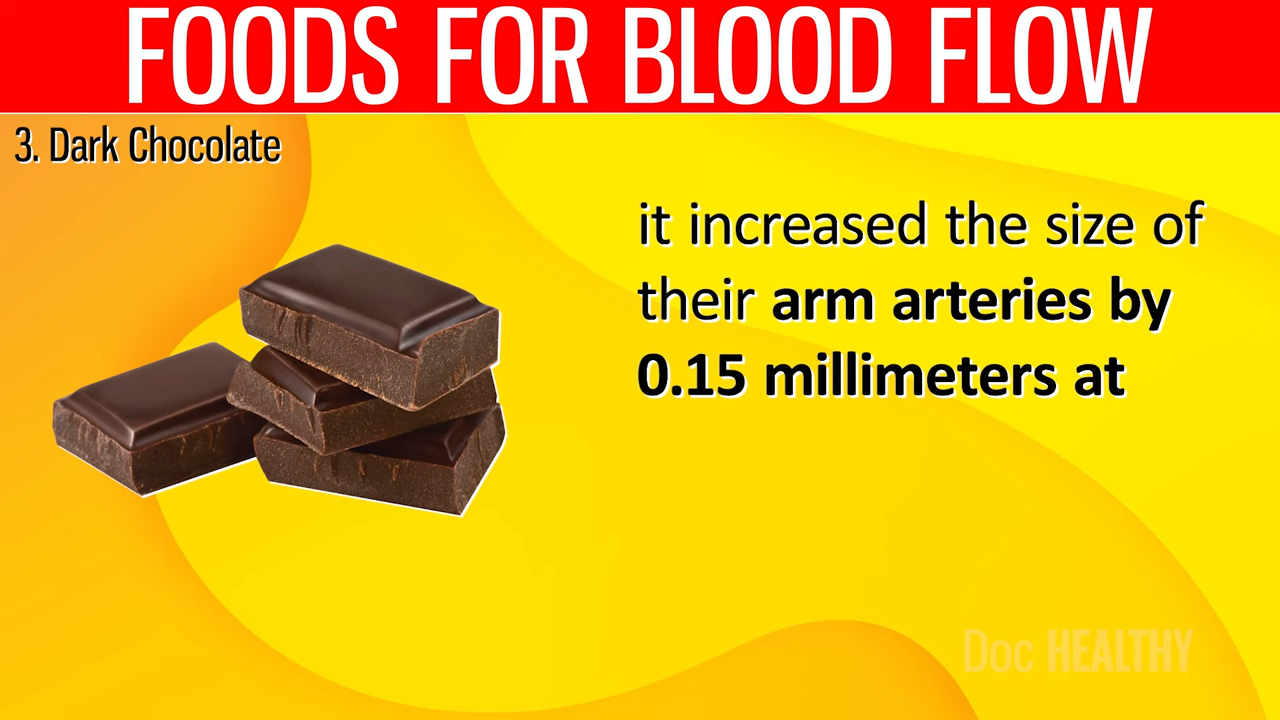 FOODS FOR BLOOD FLOW
3. Dark Chocolate
it increased the size of
their arm arteries by
0.15 millimeters at
Doc HEALTHY